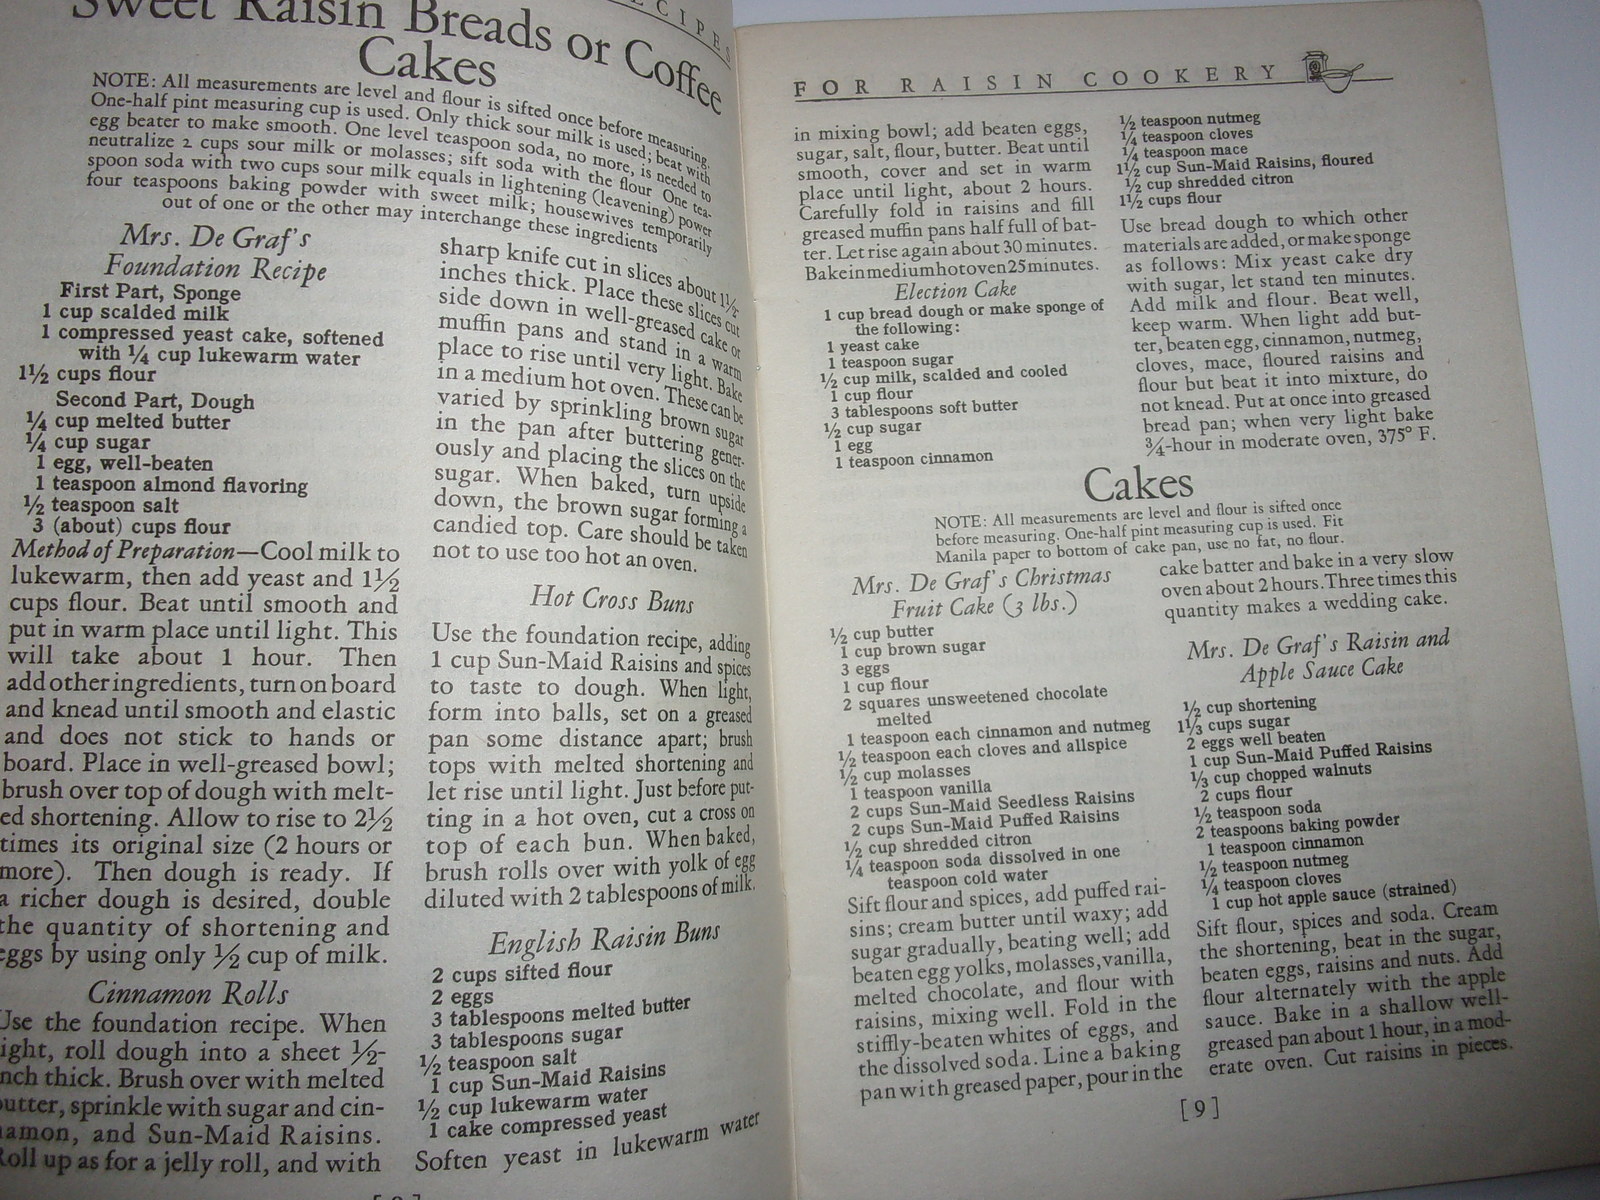 RECIPES
Sweet Raisin Breads or Coffee
Cakes
NOTE: All measurements are level and flour is sifted once before measuring.
One-half pint measuring cup is used. Only thick sour milk is used; beat with
egg beater to make smooth. One level teaspoon soda, no more, is needed to
neutralize 2 cups sour milk or molasses; sift soda with the flour One tea-
spoon soda with two cups sour milk equals in lightening (leavening) power
four teaspoons baking powder with sweet milk; housewives temporarily
out of one or the other may interchange these ingredients
Mrs. De Graf's
Foundation Recipe
First Part, Sponge
1 cup scalded milk
1 compressed yeast cake, softened
with 1/4 cup lukewarm water
1 1/2 cups flour
Second Part, Dough
1/4 cup melted butter
1/4 cup sugar
1 egg, well-beaten
1 teaspoon almond flavoring
1/2 teaspoon salt
3 (about) cups flour
Method of Preparation—Cool milk to
lukewarm, then add yeast and 1 1/2
cups flour. Beat until smooth and
put in warm place until light. This
will take about 1 hour. Then
add other ingredients, turn on board
and knead until smooth and elastic
and does not stick to hands or
board. Place in well-greased bowl;
brush over top of dough with melt-
ed shortening. Allow to rise to 2 1/2
times its original size (2 hours or
more). Then dough is ready. If
a richer dough is desired, double
the quantity of shortening and
eggs by using only 1/2 cup of milk.
Cinnamon Rolls
Use the foundation recipe. When
light, roll dough into a sheet 1/2-
inch thick. Brush over with melted
butter, sprinkle with sugar and cin-
namon, and Sun-Maid Raisins.
Roll up as for a jelly roll, and with
sharp knife cut in slices about 1 1/2
inches thick. Place these slices cut
side down in well-greased cake or
muffin pans and stand in a warm
place to rise until very light. Bake
in a medium hot oven. These can be
varied by sprinkling brown sugar
in the pan after buttering gener-
ously and placing the slices on the
sugar. When baked, turn upside
down, the brown sugar forming a
candied top. Care should be taken
not to use too hot an oven.
Hot Cross Buns
Use the foundation recipe, adding
1 cup Sun-Maid Raisins and spices
to taste to dough. When light,
form into balls, set on a greased
pan some distance apart; brush
tops with melted shortening and
let rise until light. Just before put-
ting in a hot oven, cut a cross on
top of each bun. When baked,
brush rolls over with yolk of egg
diluted with 2 tablespoons of milk.
English Raisin Buns
2 cups sifted flour
2 eggs
3 tablespoons melted butter
3 tablespoons sugar
1/2 teaspoon salt
1 cup Sun-Maid Raisins
1/2 cup lukewarm water
1 cake compressed yeast
Soften yeast in lukewarm water
FOR RAISIN COOKERY
in mixing bowl; add beaten eggs,
sugar, salt, flour, butter. Beat until
smooth, cover and set in warm
place until light, about 2 hours.
Carefully fold in raisins and fill
greased muffin pans half full of bat-
ter. Let rise again about 30 minutes.
Bake in medium hot oven 25 minutes.
Election Cake
1 cup bread dough or make sponge of
the following:
1 yeast cake
1 teaspoon sugar
1/2 cup milk, scalded and cooled
1 cup flour
3 tablespoons soft butter
1/2 cup sugar
1 egg
1 teaspoon cinnamon
1/2 teaspoon nutmeg
1/4 teaspoon cloves
1/4 teaspoon mace
1 1/2 cup Sun-Maid Raisins, floured
1/2 cup shredded citron
1 1/2 cups flour
Use bread dough to which other
materials are added, or make sponge
as follows: Mix yeast cake dry
with sugar, let stand ten minutes.
Add milk and flour. Beat well,
keep warm. When light add but-
ter, beaten egg, cinnamon, nutmeg,
cloves, mace, floured raisins and
flour but beat it into mixture, do
not knead. Put at once into greased
bread pan; when very light bake
3/4-hour in moderate oven, 375° F.
Cakes
NOTE: All measurements are level and flour is sifted once
before measuring. One-half pint measuring cup is used. Fit
Manila paper to bottom of cake pan, use no fat, no flour.
Mrs. De Graf's Christmas
Fruit Cake (3 lbs.)
1/2 cup butter
1 cup brown sugar
3 eggs
1 cup flour
2 squares unsweetened chocolate
melted
1 teaspoon each cinnamon and nutmeg
1/2 teaspoon each cloves and allspice
1/2 cup molasses
1 teaspoon vanilla
2 cups Sun-Maid Seedless Raisins
2 cups Sun-Maid Puffed Raisins
1/2 cup shredded citron
1/4 teaspoon soda dissolved in one
teaspoon cold water
Sift flour and spices, add puffed rai-
sins; cream butter until waxy; add
sugar gradually, beating well; add
beaten egg yolks, molasses, vanilla,
melted chocolate, and flour with
raisins, mixing well. Fold in the
stiffly-beaten whites of eggs, and
the dissolved soda. Line a baking
pan with greased paper, pour in the
cake batter and bake in a very slow
oven about 2 hours. Three times this
quantity makes a wedding cake.
Mrs. De Graf's Raisin and
Apple Sauce Cake
1/2 cup shortening
1 1/3 cups sugar
2 eggs well beaten
1 cup Sun-Maid Puffed Raisins
1/3 cup chopped walnuts
2 cups flour
1/2 teaspoon soda
2 teaspoons baking powder
1 teaspoon cinnamon
1/2 teaspoon nutmeg
1/4 teaspoon cloves
1 cup hot apple sauce (strained)
Sift flour, spices and soda. Cream
the shortening, beat in the sugar,
beaten eggs, raisins and nuts. Add
flour alternately with the apple
sauce. Bake in a shallow well-
greased pan about 1 hour, in a mod-
erate oven. Cut raisins in pieces.
[9]